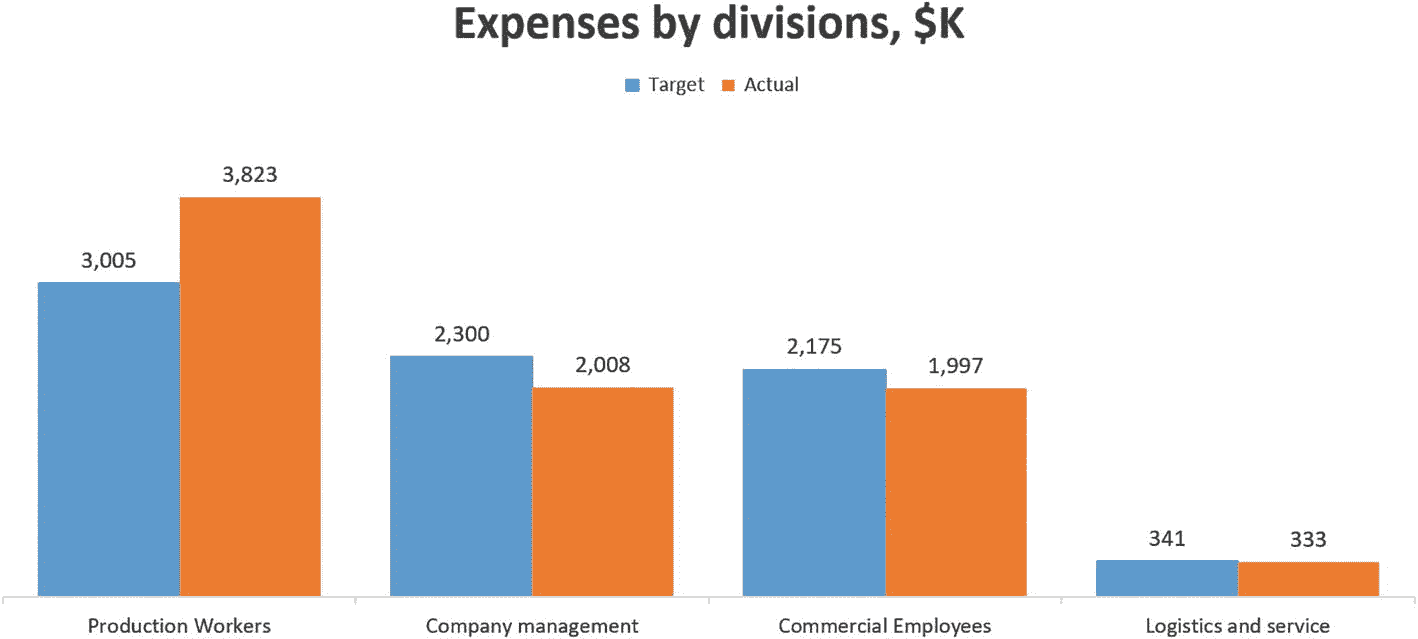 Expenses by divisions, $K
Target Actual
3,823
3,005
2,300
2,008
2,175
1,997
341 333
Production Workers Company management Commercial Employees Logistics and service